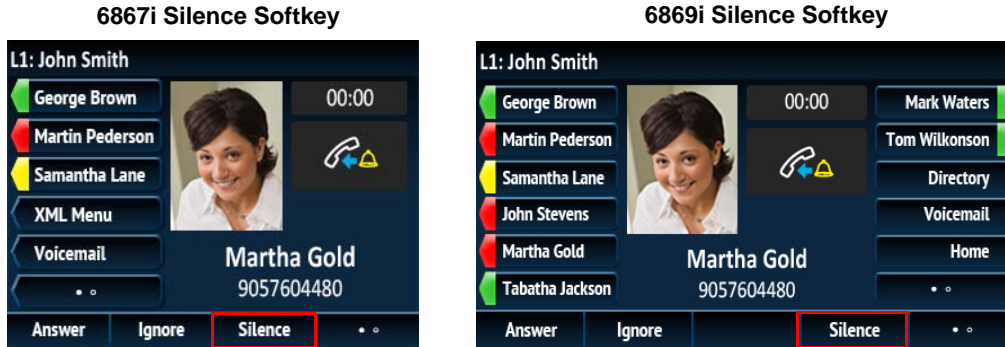 6867i Silence Softkey
L1: John Smith
George Brown
00:00
Martin Pederson
Samantha Lane
XML Menu
Voicemail
Martha Gold
9057604480
Answer Ignore Silence
6869i Silence Softkey
L1: John Smith
George Brown
00:00
Mark Waters
Martin Pederson
Tom Wilkonson
Samantha Lane
Directory
John Stevens
Voicemail
Martha Gold
Martha Gold
Home
Tabatha Jackson
9057604480
Answer Ignore Silence